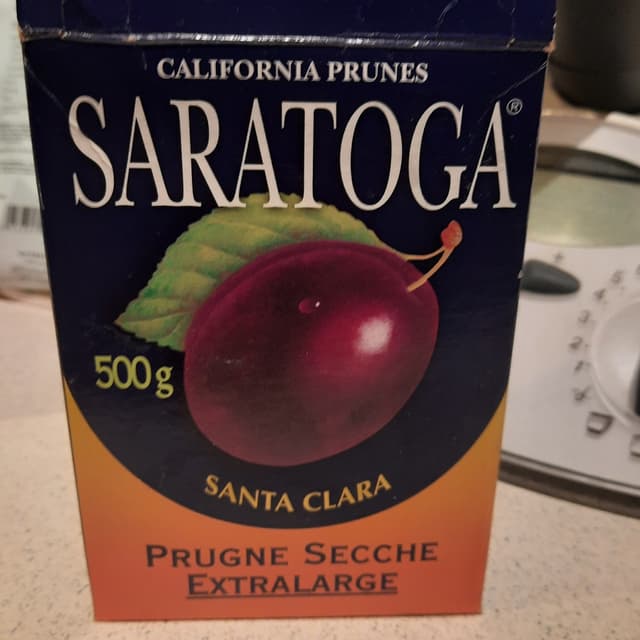 CALIFORNIA PRUNES
SARATOGA®
500g
SANTA CLARA
PRUGNE SECCHE
EXTRALARGE